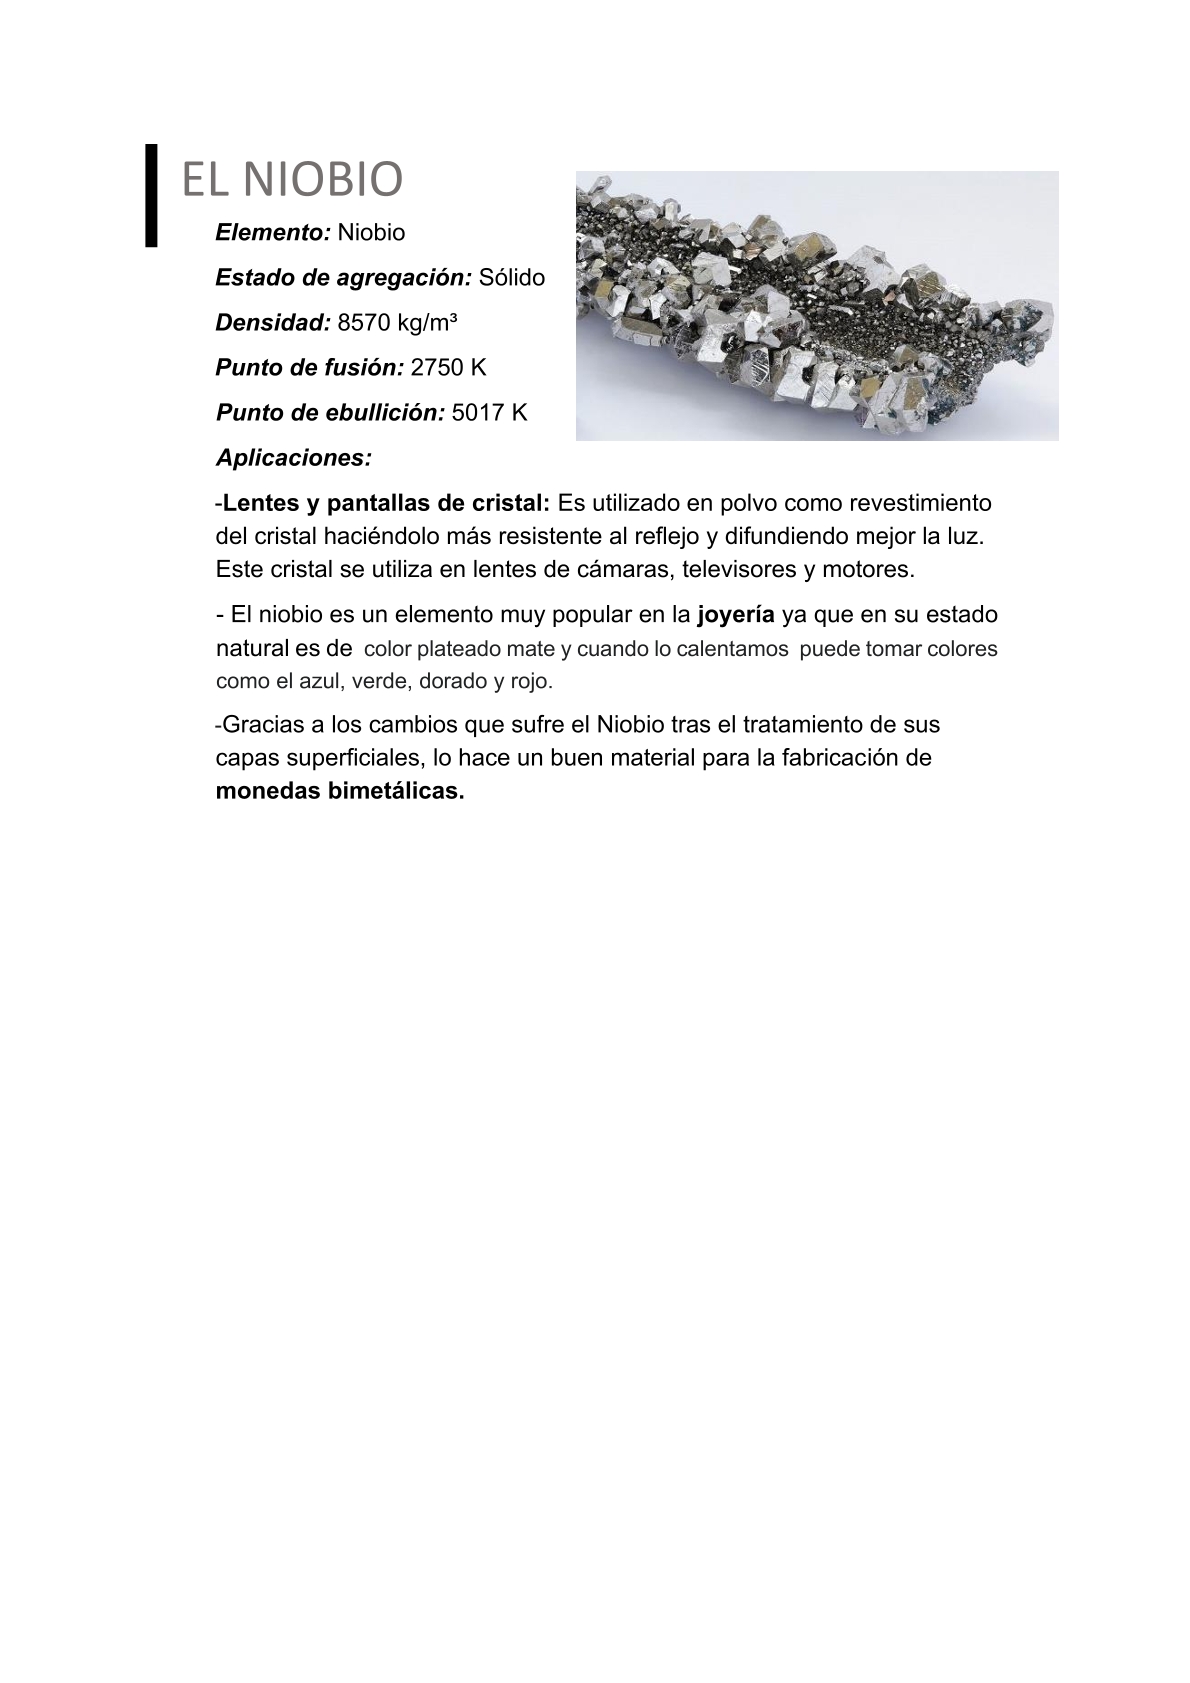 EL NIOBIO
Elemento: Niobio
Estado de agregación: Sólido
Densidad: 8570 kg/m³
Punto de fusión: 2750 K
Punto de ebullición: 5017 K
Aplicaciones:
-Lentes y pantallas de cristal: Es utilizado en polvo como revestimiento
del cristal haciéndolo más resistente al reflejo y difundiendo mejor la luz.
Este cristal se utiliza en lentes de cámaras, televisores y motores.
- El niobio es un elemento muy popular en la joyería ya que en su estado
natural es de color plateado mate y cuando lo calentamos puede tomar colores
como el azul, verde, dorado y rojo.
-Gracias a los cambios que sufre el Niobio tras el tratamiento de sus
capas superficiales, lo hace un buen material para la fabricación de
monedas bimetálicas.